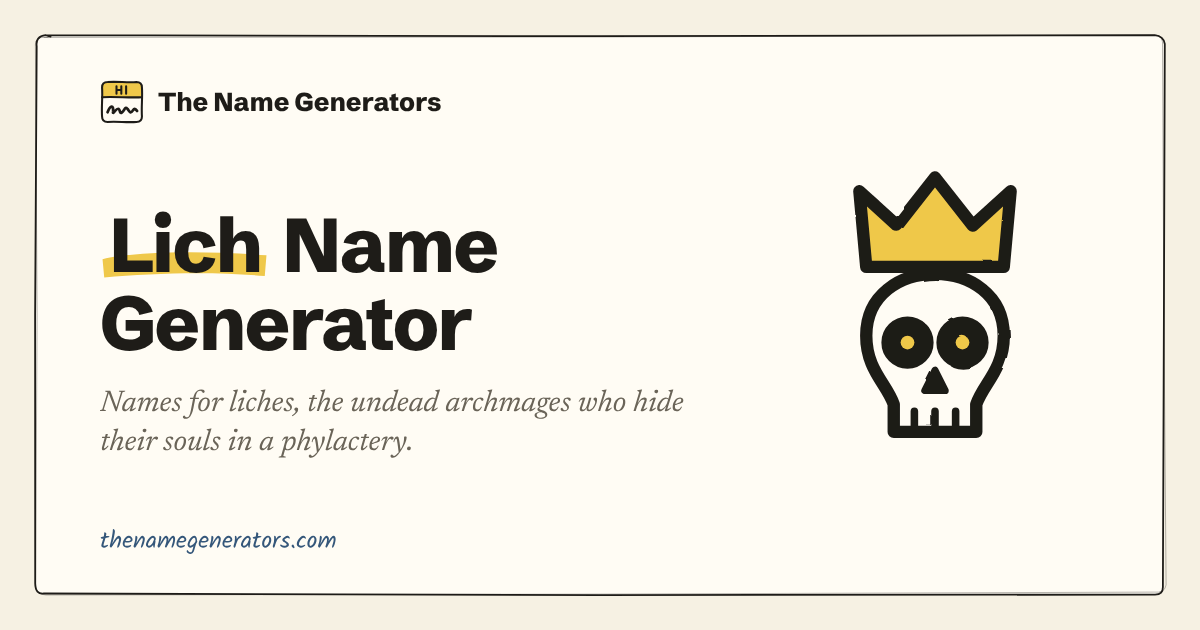 HI
The Name Generators
Lich Name
Generator
Names for liches, the undead archmages who hide
their souls in a phylactery.
thenamegenerators.com